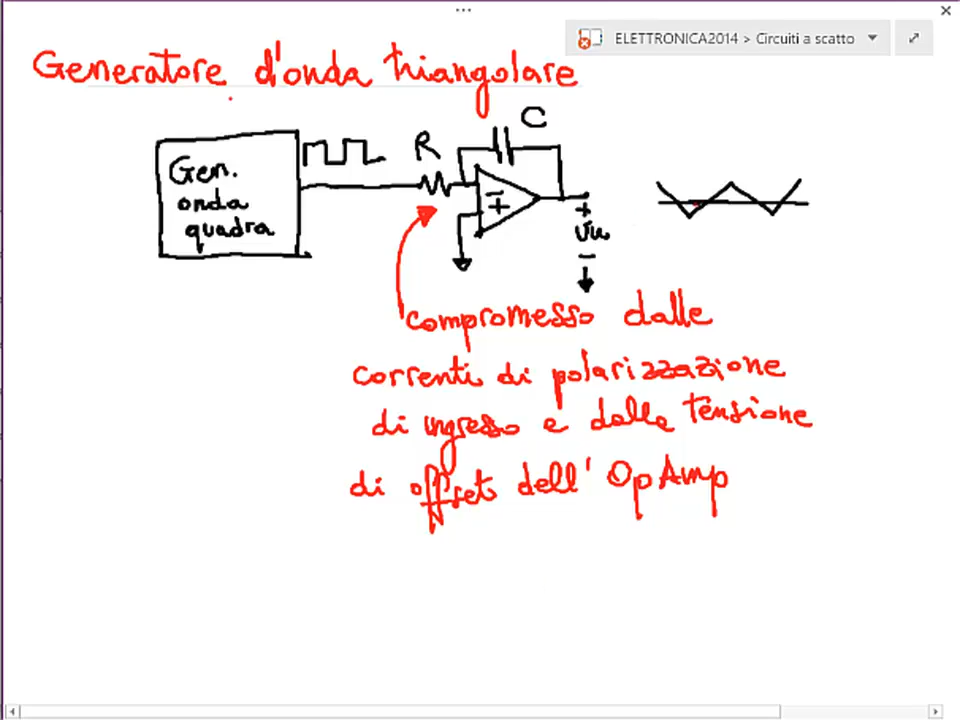 ELETTRONICA2014 > Circuiti a scatto
Generatore d'onda triangolare
C
R
Gen.
onda
quadra
-
+
+
vu
-
compromesso dalle
correnti di polarizzazione
di ingresso e dalla tensione
di offset dell' OpAmp